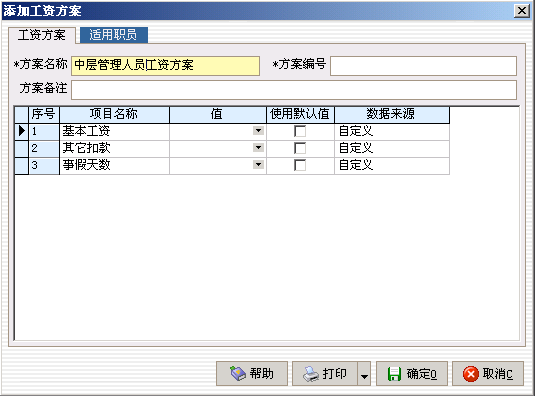 添加工资方案
工资方案 适用职员
*方案名称 中层管理人员工资方案 *方案编号
方案备注
序号 项目名称 值 使用默认值 数据来源
1 基本工资 自定义
2 其它扣款 自定义
3 事假天数 自定义
帮助 打印 确定O 取消C